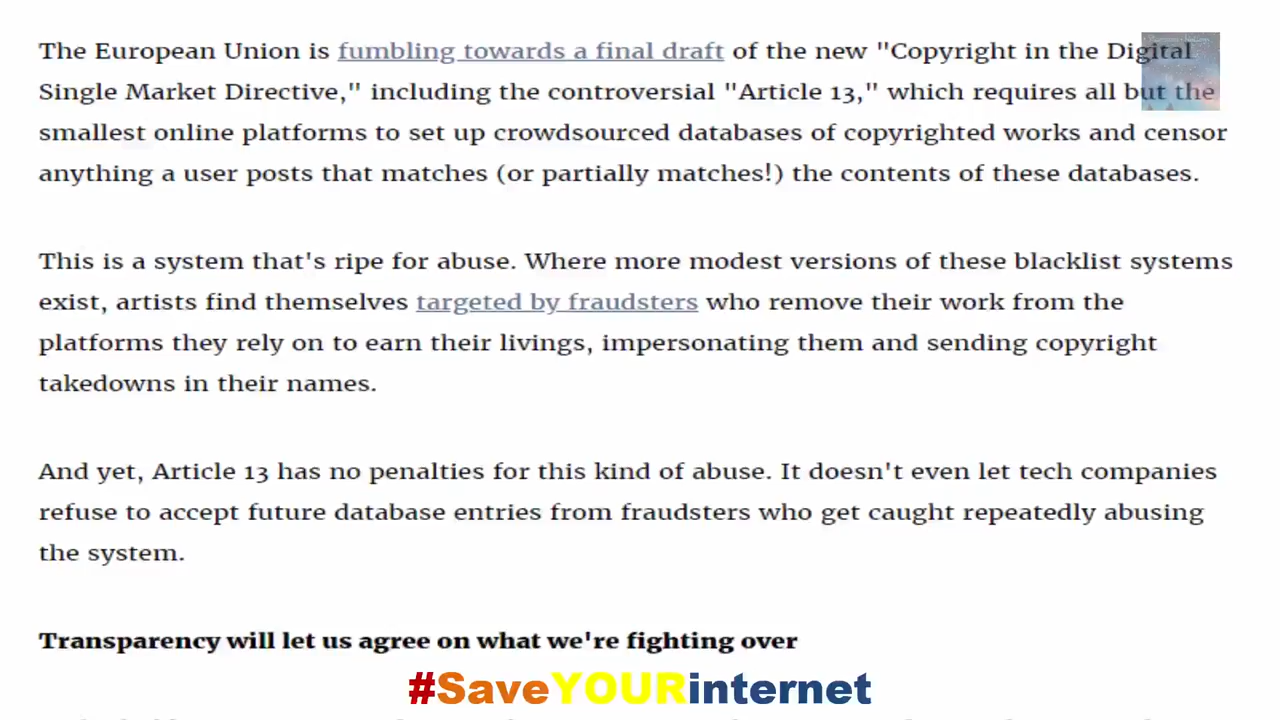 The European Union is fumbling towards a final draft of the new "Copyright in the Digital
Single Market Directive," including the controversial "Article 13," which requires all but the
smallest online platforms to set up crowdsourced databases of copyrighted works and censor
anything a user posts that matches (or partially matches!) the contents of these databases.
This is a system that's ripe for abuse. Where more modest versions of these blacklist systems
exist, artists find themselves targeted by fraudsters who remove their work from the
platforms they rely on to earn their livings, impersonating them and sending copyright
takedowns in their names.
And yet, Article 13 has no penalties for this kind of abuse. It doesn't even let tech companies
refuse to accept future database entries from fraudsters who get caught repeatedly abusing
the system.
Transparency will let us agree on what we're fighting over
#SaveYOURinternet